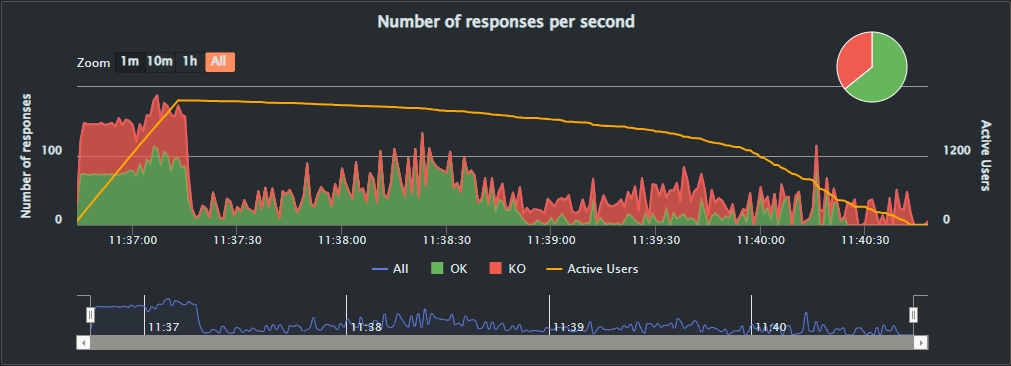 Number of responses per second
Zoom 1m 10m 1h All
Number of responses
100
0
Active Users
1200
0
11:37:00 11:37:30 11:38:00 11:38:30 11:39:00 11:39:30 11:40:00 11:40:30
All OK KO Active Users
11:37 11:38 11:39 11:40